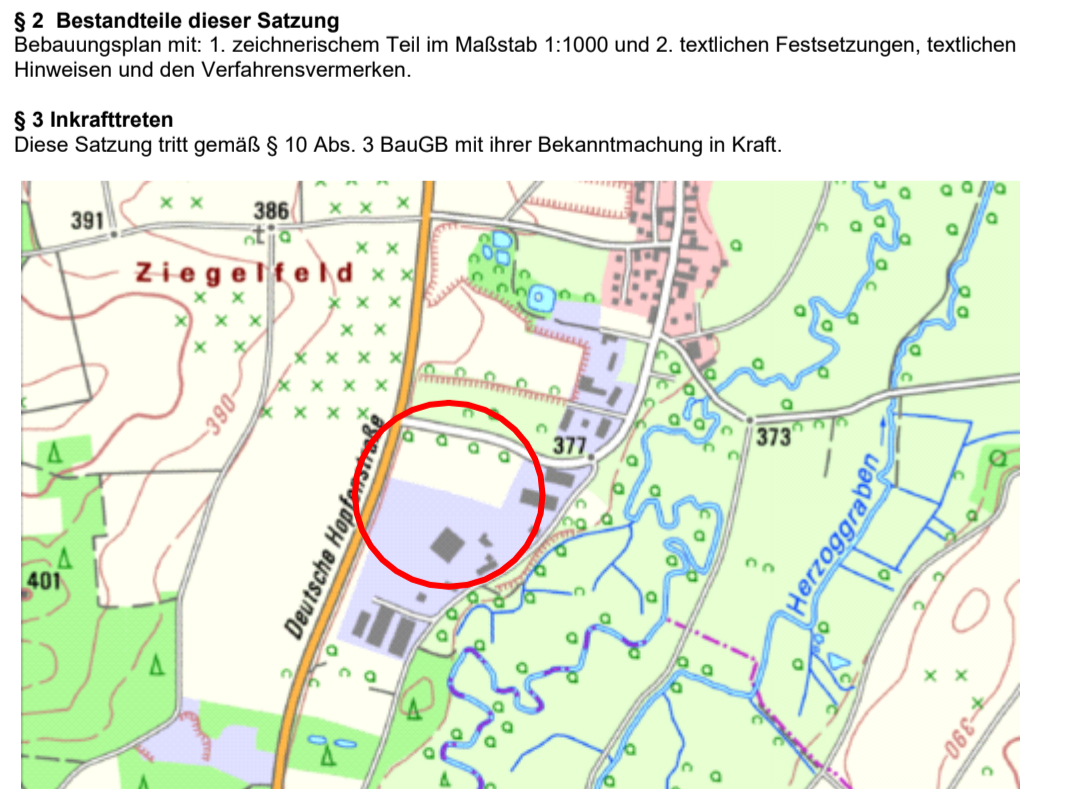 § 2 Bestandteile dieser Satzung
Bebauungsplan mit: 1. zeichnerischem Teil im Maßstab 1:1000 und 2. textlichen Festsetzungen, textlichen
Hinweisen und den Verfahrensvermerken.
§ 3 Inkrafttreten
Diese Satzung tritt gemäß § 10 Abs. 3 BauGB mit ihrer Bekanntmachung in Kraft.
391
386
Ziegelfeld
390
377
373
Deutsche Hopfenstraße
Herzoggraben
401
390